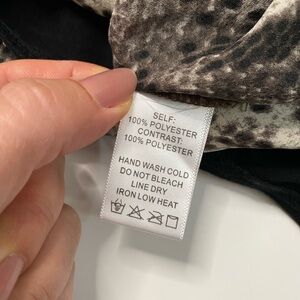 SELF:
100% POLYESTER
CONTRAST:
100% POLYESTER
HAND WASH COLD
DO NOT BLEACH
LINE DRY
IRON LOW HEAT